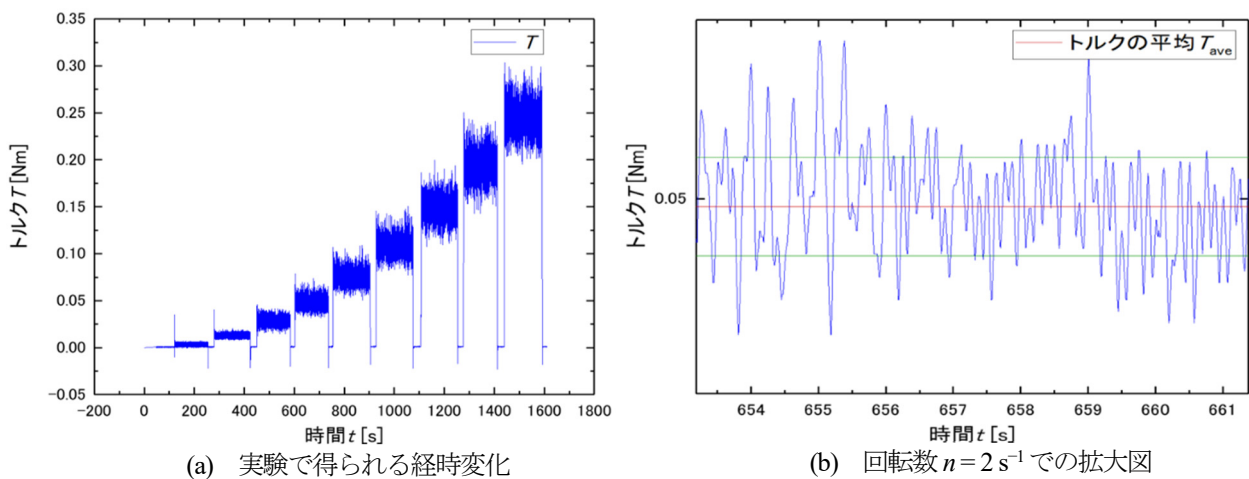 0.35
0.30
0.25
0.20
0.15
0.10
0.05
0.00
−0.05
トルク T [Nm]
T
−200 0 200 400 600 800 1000 1200 1400 1600 1800
時間 t [s]
(a) 実験で得られる経時変化
トルクの平均 Tave
0.05
トルク T [Nm]
654 655 656 657 658 659 660 661
時間 t [s]
(b) 回転数 n = 2 s⁻¹ での拡大図